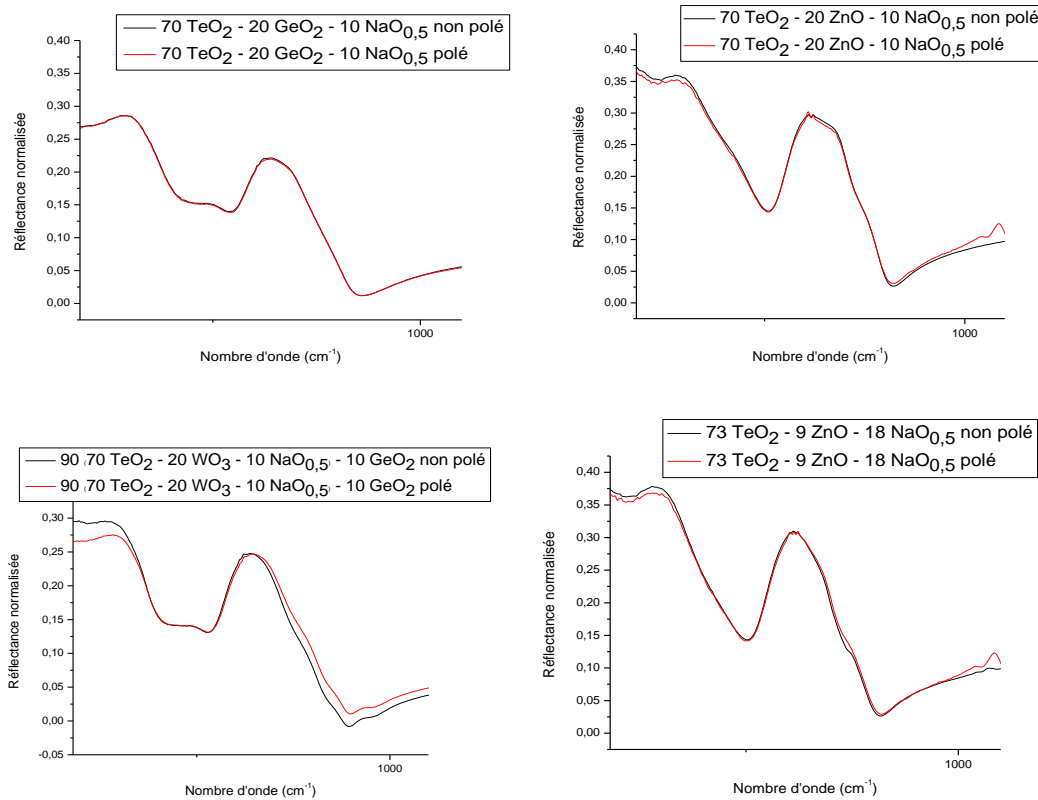 70 TeO2 - 20 GeO2 - 10 NaO0,5 non polé
70 TeO2 - 20 GeO2 - 10 NaO0,5 polé
0,40
0,35
0,30
0,25
0,20
0,15
0,10
0,05
0,00
Réflectance normalisée
1000
Nombre d'onde (cm-1)
70 TeO2 - 20 ZnO - 10 NaO0,5 non polé
70 TeO2 - 20 ZnO - 10 NaO0,5 polé
0,40
0,35
0,30
0,25
0,20
0,15
0,10
0,05
0,00
Réflectance normalisée
1000
Nombre d'onde (cm-1)
90 (70 TeO2 - 20 WO3 - 10 NaO0,5) - 10 GeO2 non polé
90 (70 TeO2 - 20 WO3 - 10 NaO0,5) - 10 GeO2 polé
0,30
0,25
0,20
0,15
0,10
0,05
0,00
-0,05
Réflectance normalisée
1000
Nombre d'onde (cm-1)
73 TeO2 - 9 ZnO - 18 NaO0,5 non polé
73 TeO2 - 9 ZnO - 18 NaO0,5 polé
0,40
0,35
0,30
0,25
0,20
0,15
0,10
0,05
0,00
Réflectance normalisée
1000
Nombre d'onde (cm-1)